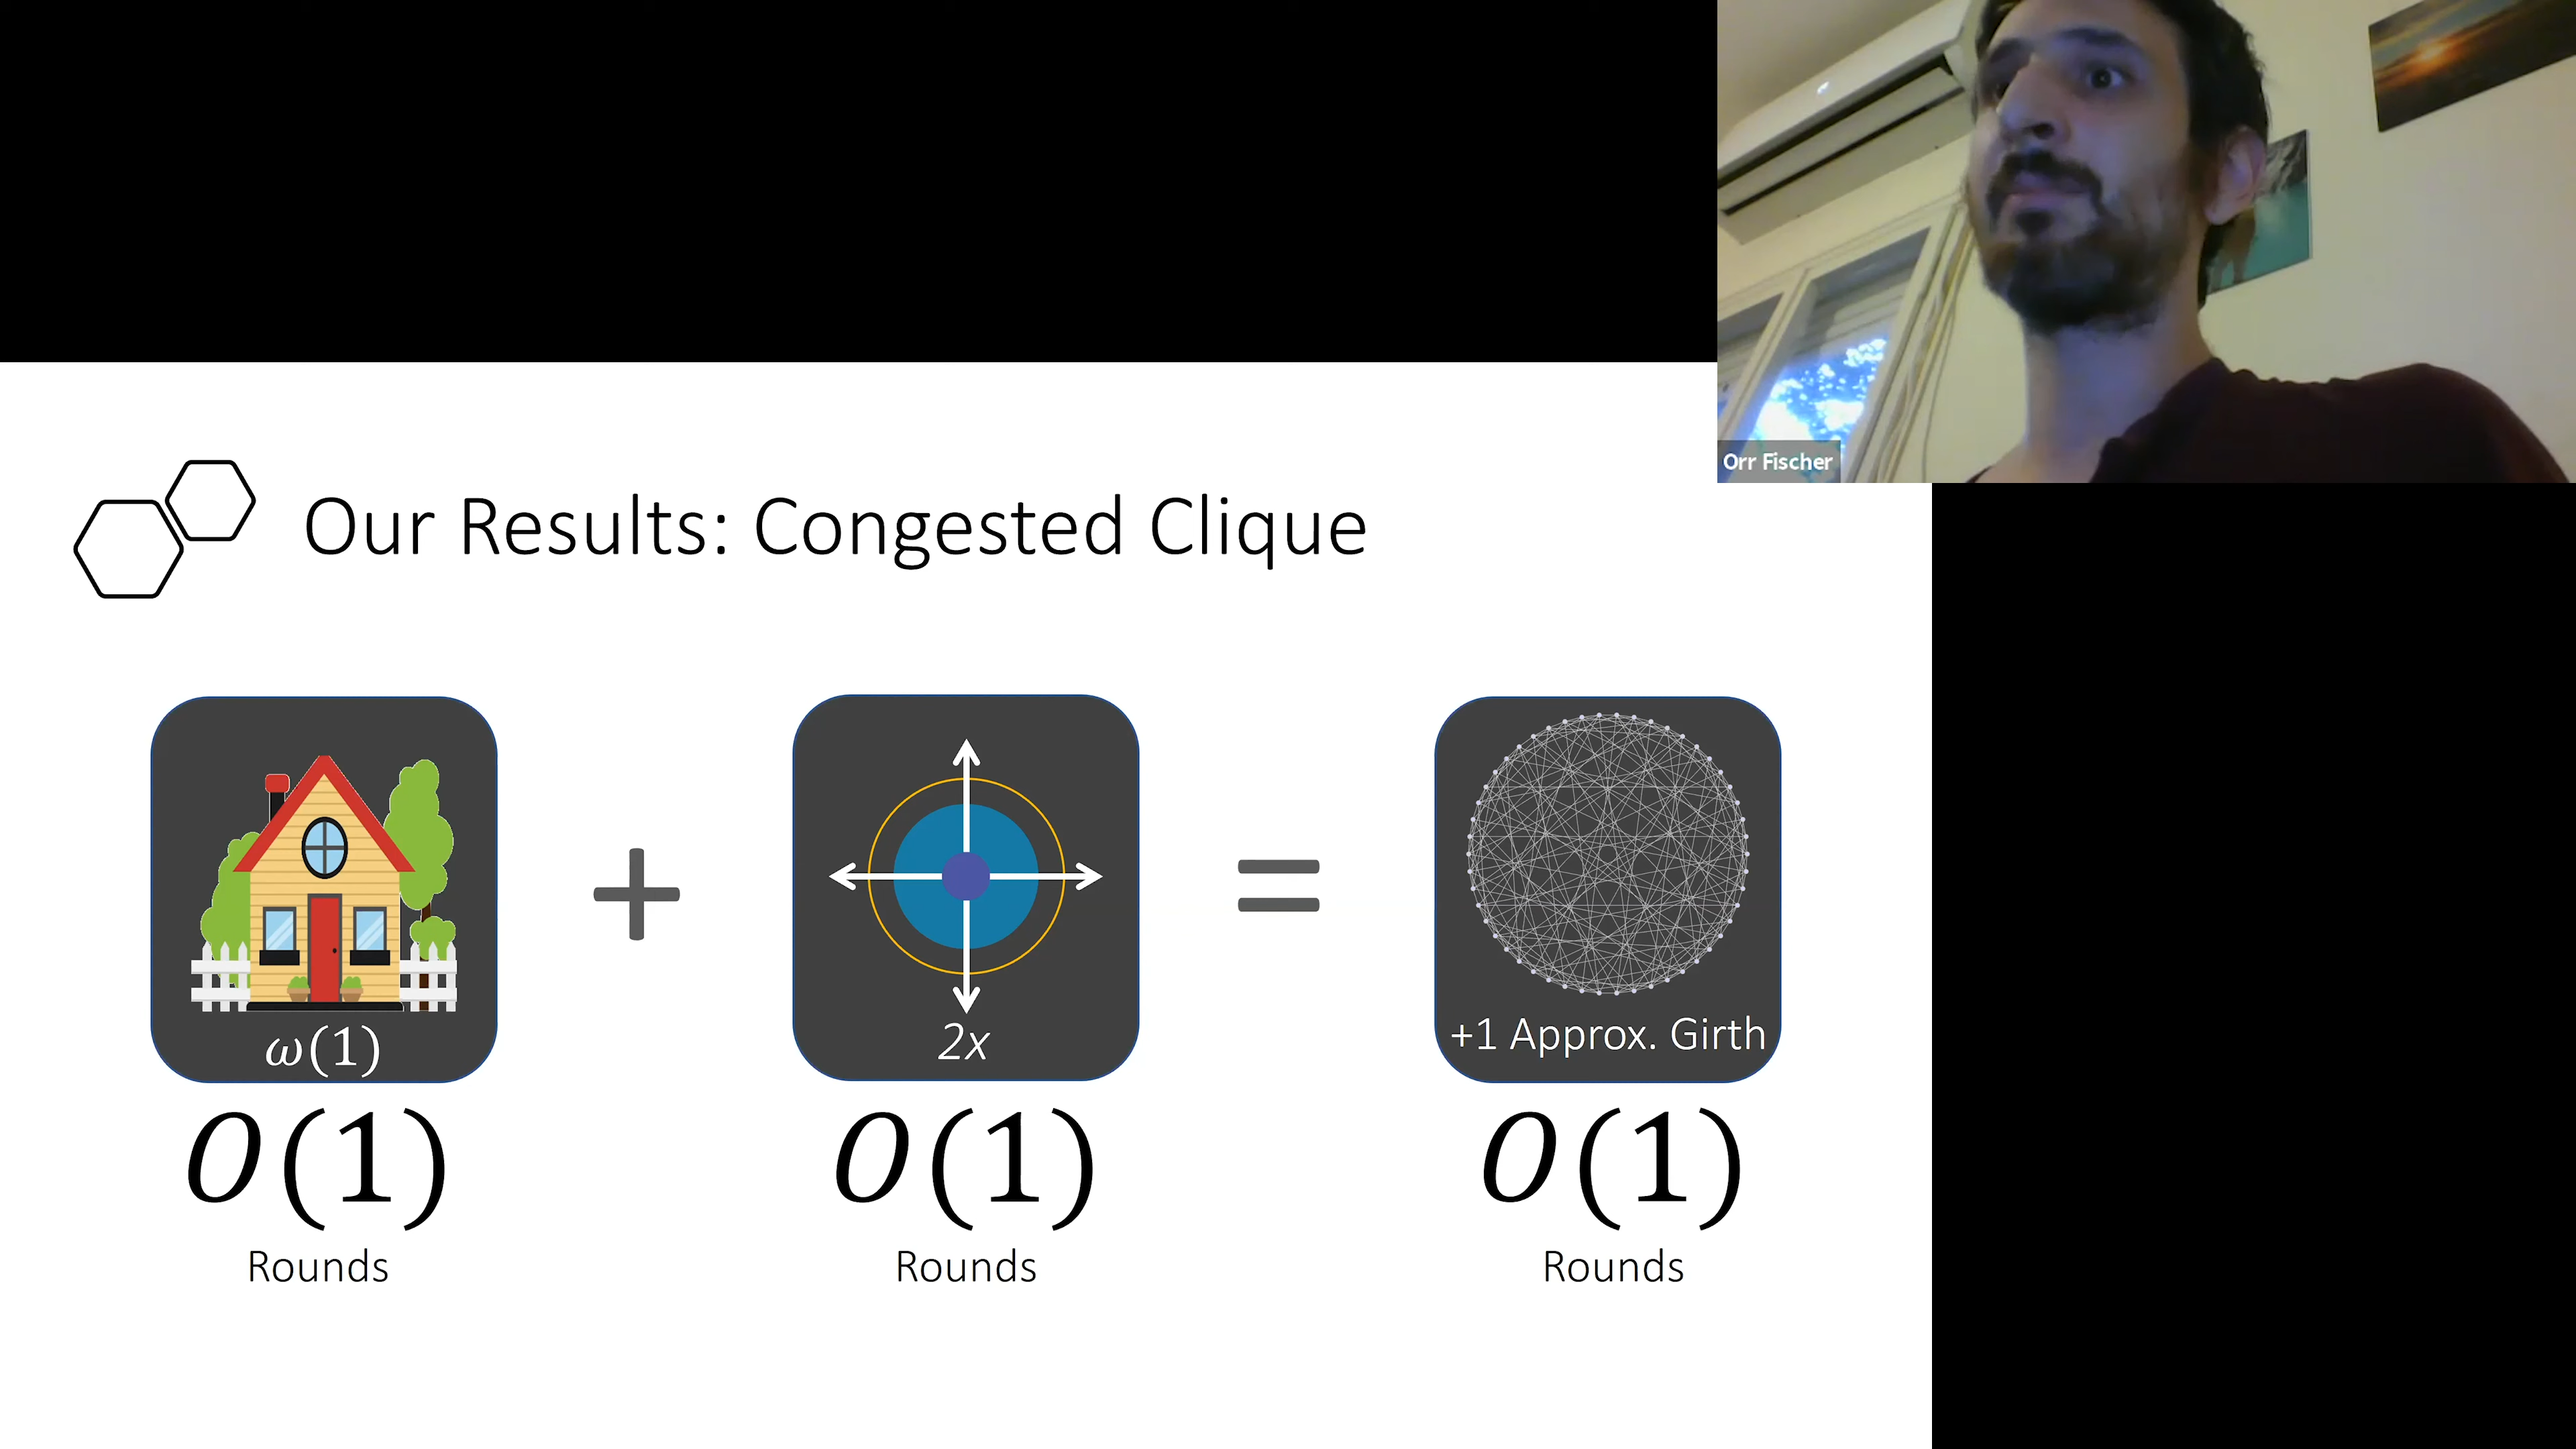 Orr Fischer
Our Results: Congested Clique
+
=
ω(1)
2x
+1 Approx. Girth
O(1)
O(1)
O(1)
Rounds
Rounds
Rounds